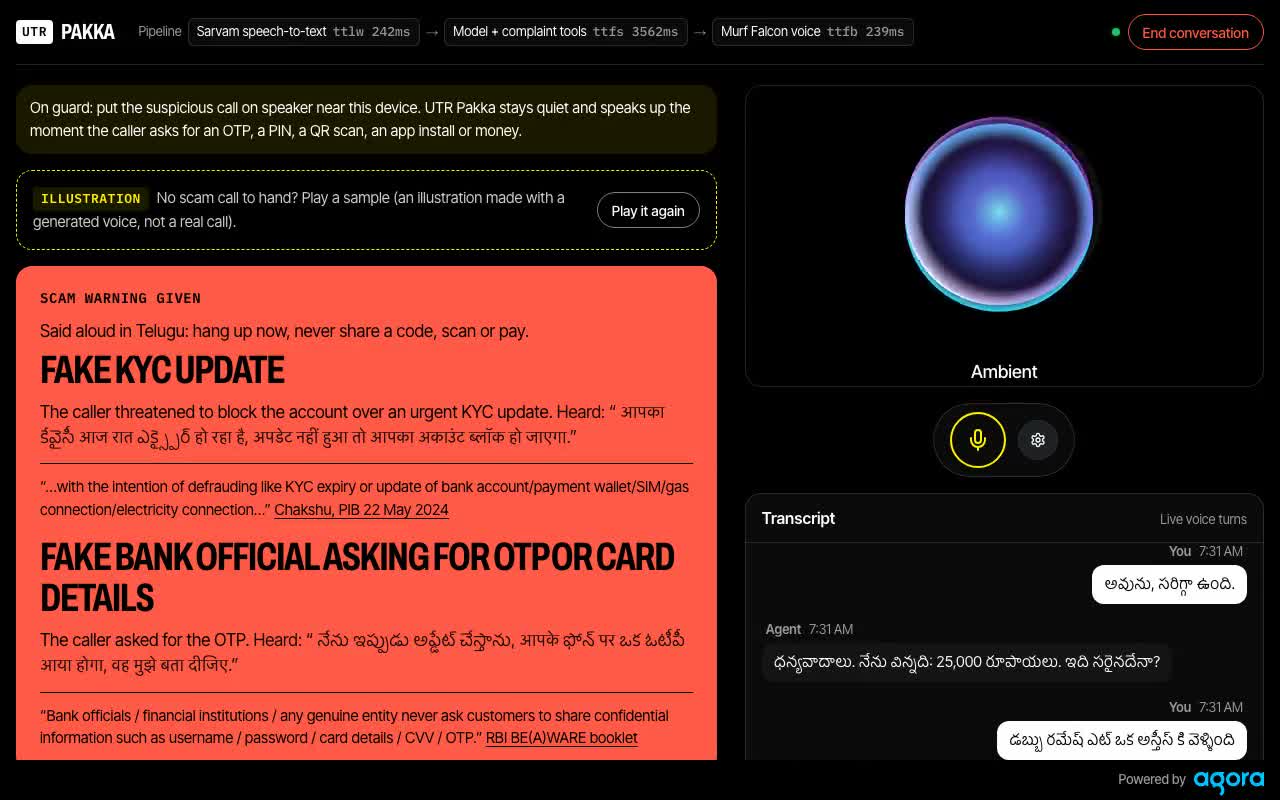 UTR PAKKA Pipeline Sarvam speech-to-text ttlw 242ms → Model + complaint tools ttfs 3562ms → Murf Falcon voice ttfb 239ms End conversation
On guard: put the suspicious call on speaker near this device. UTR Pakka stays quiet and speaks up the
moment the caller asks for an OTP, a PIN, a QR scan, an app install or money.
ILLUSTRATION No scam call to hand? Play a sample (an illustration made with a
generated voice, not a real call).
Play it again
SCAM WARNING GIVEN
Said aloud in Telugu: hang up now, never share a code, scan or pay.
FAKE KYC UPDATE
The caller threatened to block the account over an urgent KYC update. Heard: “ आपका
కేవైసీ आज रात ఎక్స్పైర్ हो रहा है, अपडेट नहीं हुआ तो आपका अकाउंट ब्लॉक हो जाएगा.”
“...with the intention of defrauding like KYC expiry or update of bank account/payment wallet/SIM/gas
connection/electricity connection...” Chakshu, PIB 22 May 2024
FAKE BANK OFFICIAL ASKING FOR OTP OR CARD
DETAILS
The caller asked for the OTP. Heard: “ నేను ఇప్పుడు అప్డేట్ చేస్తాను, आपके ఫోన్ पर ఒక ఓటీపీ
आया होगा, वह मुझे बता दीजिए.”
“Bank officials / financial institutions / any genuine entity never ask customers to share confidential
information such as username / password / card details / CVV / OTP.” RBI BE(A)WARE booklet
Ambient
Transcript Live voice turns
You 7:31 AM
అవును, సరిగ్గా ఉంది.
Agent 7:31 AM
ధన్యవాదాలు. నేను విన్నది: 25,000 రూపాయలు. ఇది సరైనదేనా?
You 7:31 AM
డబ్బు రమేష్ ఎట్ ఒక అస్తీస్ కి వెళ్ళింది
Powered by agora